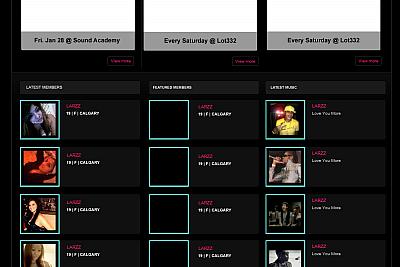 Fri. Jan 28 @ Sound Academy
Every Saturday @ Lot332
Every Saturday @ Lot332
View more
View more
View more
LATEST MEMBERS
FEATURED MEMBERS
LATEST MUSIC
LARZZ
19 | F | CALGARY
LARZZ
19 | F | CALGARY
LARZZ
Love You More
LARZZ
19 | F | CALGARY
LARZZ
19 | F | CALGARY
LARZZ
Love You More
LARZZ
19 | F | CALGARY
LARZZ
19 | F | CALGARY
LARZZ
Love You More
LARZZ
19 | F | CALGARY
LARZZ
19 | F | CALGARY
LARZZ
Love You More